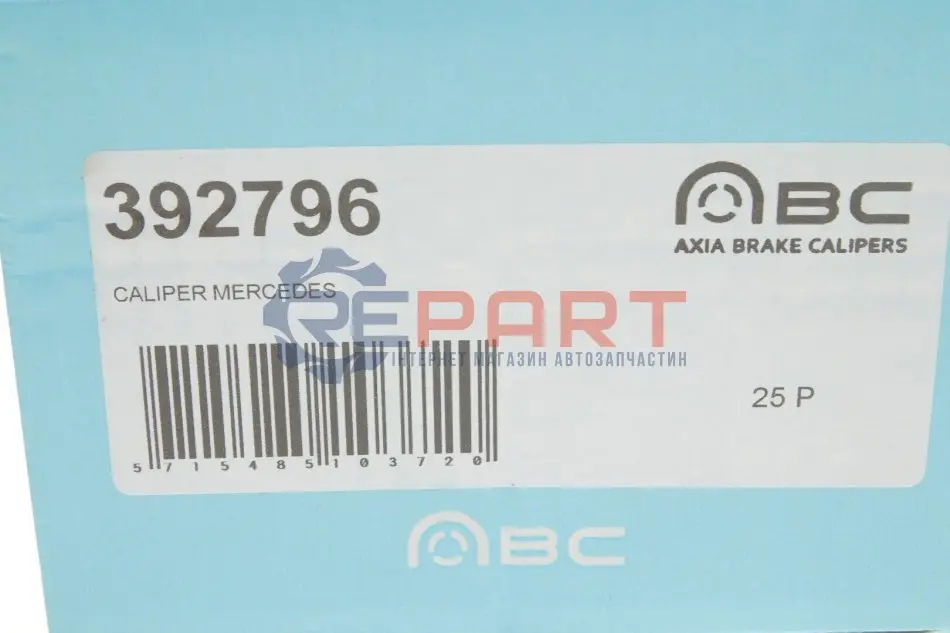 392796
ABC
AXIA BRAKE CALIPERS
CALIPER MERCEDES
REPART
ІНТЕРНЕТ МАГАЗИН АВТОЗАПЧАСТИН
25 P
5715485103720
ABC